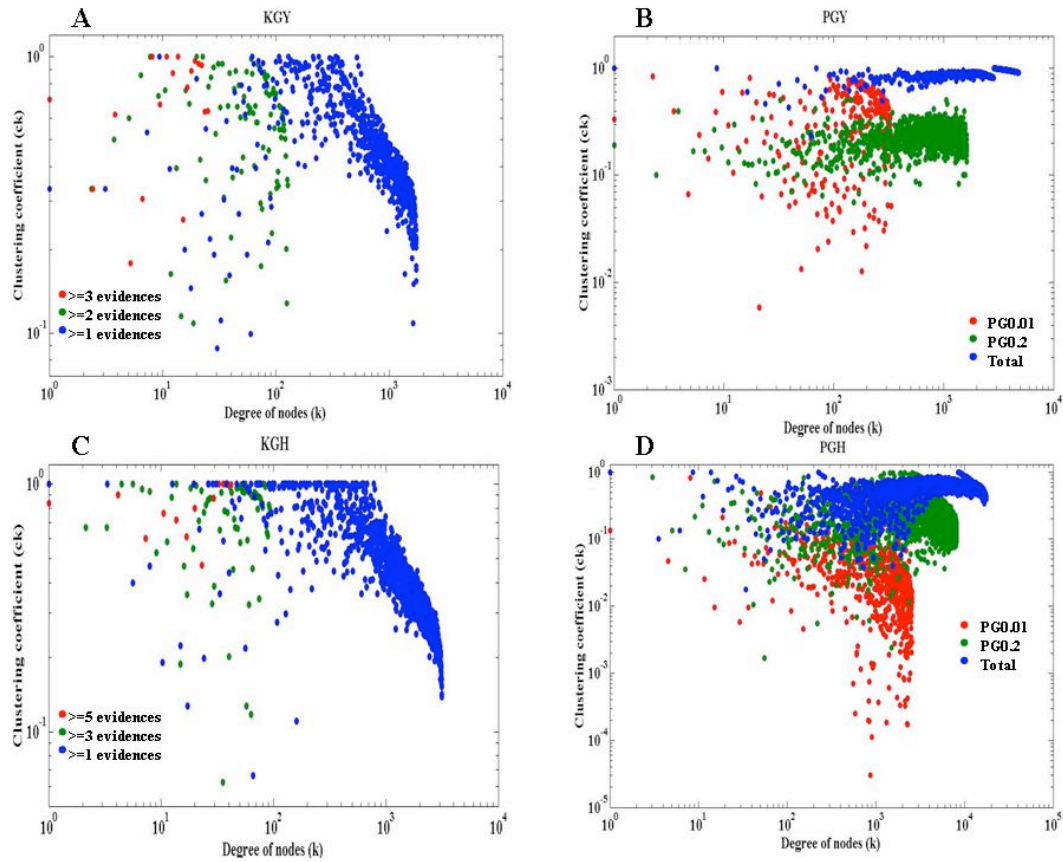 A
KGY
Clustering coefficient (ck)
10^0
10^-1
>=3 evidences
>=2 evidences
>=1 evidences
10^0 10^1 10^2 10^3 10^4
Degree of nodes (k)
B
PGY
Clustering coefficient (ck)
10^0
10^-1
10^-2
10^-3
PG0.01
PG0.2
Total
10^0 10^1 10^2 10^3 10^4
Degree of nodes (k)
C
KGH
Clustering coefficient (ck)
10^0
10^-1
>=5 evidences
>=3 evidences
>=1 evidences
10^0 10^1 10^2 10^3 10^4
Degree of nodes (k)
D
PGH
Clustering coefficient (ck)
10^0
10^-1
10^-2
10^-3
10^-4
10^-5
PG0.01
PG0.2
Total
10^0 10^1 10^2 10^3 10^4 10^5
Degree of nodes (k)